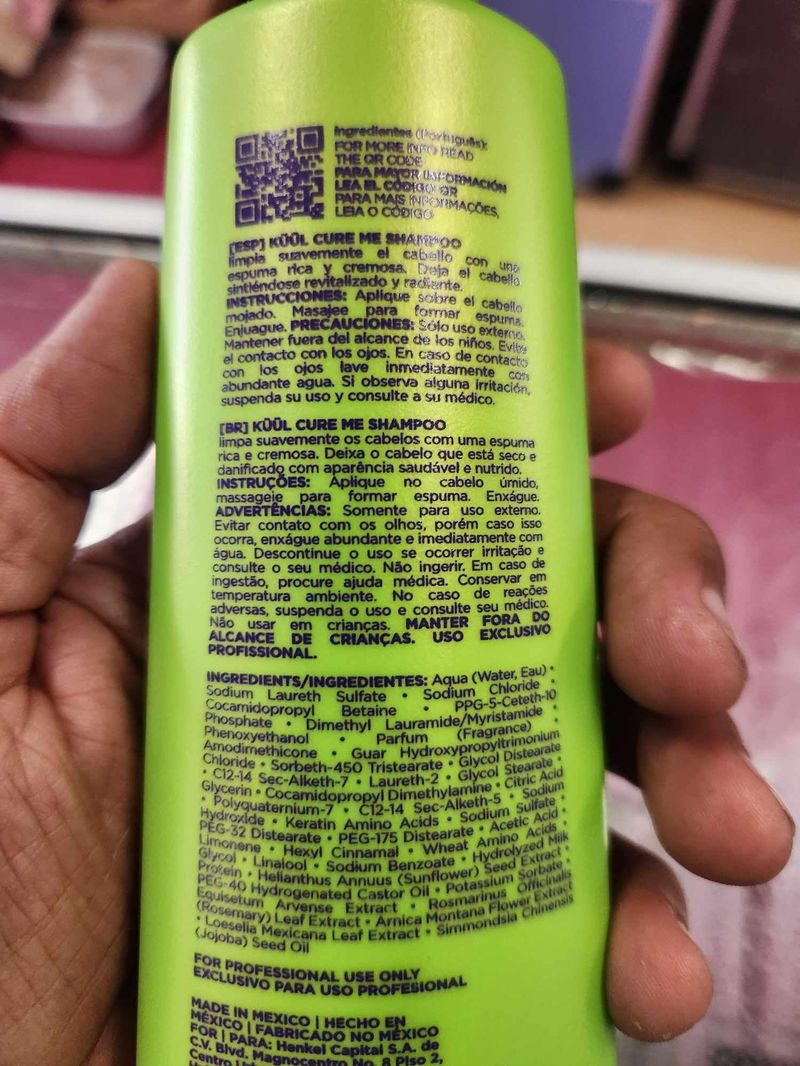 Ingredientes (Português):
FOR MORE INFO READ
THE QR CODE
PARA MAYOR INFORMACIÓN
LEA EL CÓDIGO QR
PARA MAIS INFORMAÇÕES,
LEIA O CÓDIGO
[ESP] KÜÜL CURE ME SHAMPOO
limpia suavemente el cabello con una
espuma rica y cremosa. Deja el cabello
sintiéndose revitalizado y radiante.
INSTRUCCIONES: Aplique sobre el cabello
mojado. Masajee para formar espuma.
Enjuague. PRECAUCIONES: Sólo uso externo.
Mantener fuera del alcance de los niños. Evite
el contacto con los ojos. En caso de contacto
con los ojos lave inmediatamente con
abundante agua. Si observa alguna irritación,
suspenda su uso y consulte a su médico.
[BR] KÜÜL CURE ME SHAMPOO
limpa suavemente os cabelos com uma espuma
rica e cremosa. Deixa o cabelo que está seco e
danificado com aparência saudável e nutrido.
INSTRUÇÕES: Aplique no cabelo úmido,
massageie para formar espuma. Enxágue.
ADVERTÊNCIAS: Somente para uso externo.
Evitar contato com os olhos, porém caso isso
ocorra, enxágue abundante e imediatamente com
água. Descontinue o uso se ocorrer irritação e
consulte o seu médico. Não ingerir. Em caso de
ingestão, procure ajuda médica. Conservar em
temperatura ambiente. No caso de reações
adversas, suspenda o uso e consulte seu médico.
Não usar em crianças. MANTER FORA DO
ALCANCE DE CRIANÇAS. USO EXCLUSIVO
PROFISSIONAL.
INGREDIENTS/INGREDIENTES: Aqua (Water, Eau) •
Sodium Laureth Sulfate • Sodium Chloride •
Cocamidopropyl Betaine • PPG-5-Ceteth-10
Phosphate • Dimethyl Lauramide/Myristamide •
Phenoxyethanol • Parfum (Fragrance) •
Amodimethicone • Guar Hydroxypropyltrimonium
Chloride • Sorbeth-450 Tristearate • Glycol Distearate
• C12-14 Sec-Alketh-7 • Laureth-2 • Glycol Stearate •
Glycerin • Cocamidopropyl Dimethylamine • Citric Acid
• Polyquaternium-7 • C12-14 Sec-Alketh-5 • Sodium
Hydroxide • Keratin Amino Acids • Sodium Sulfate •
PEG-32 Distearate • PEG-175 Distearate • Acetic Acid •
Limonene • Hexyl Cinnamal • Wheat Amino Acids •
Glycol • Linalool • Sodium Benzoate • Hydrolyzed Milk
Protein • Helianthus Annuus (Sunflower) Seed Extract •
PEG-40 Hydrogenated Castor Oil • Potassium Sorbate •
Equisetum Arvense Extract • Rosmarinus Officinalis
(Rosemary) Leaf Extract • Arnica Montana Flower Extract
• Loeselia Mexicana Leaf Extract • Simmondsia Chinensis
(Jojoba) Seed Oil
FOR PROFESSIONAL USE ONLY
EXCLUSIVO PARA USO PROFESIONAL
MADE IN MEXICO | HECHO EN
MÉXICO | FABRICADO NO MÉXICO
FOR | PARA: Henkel Capital S.A. de
C.V. Blvd. Magnocentro No. 8 Piso 2,
Centro